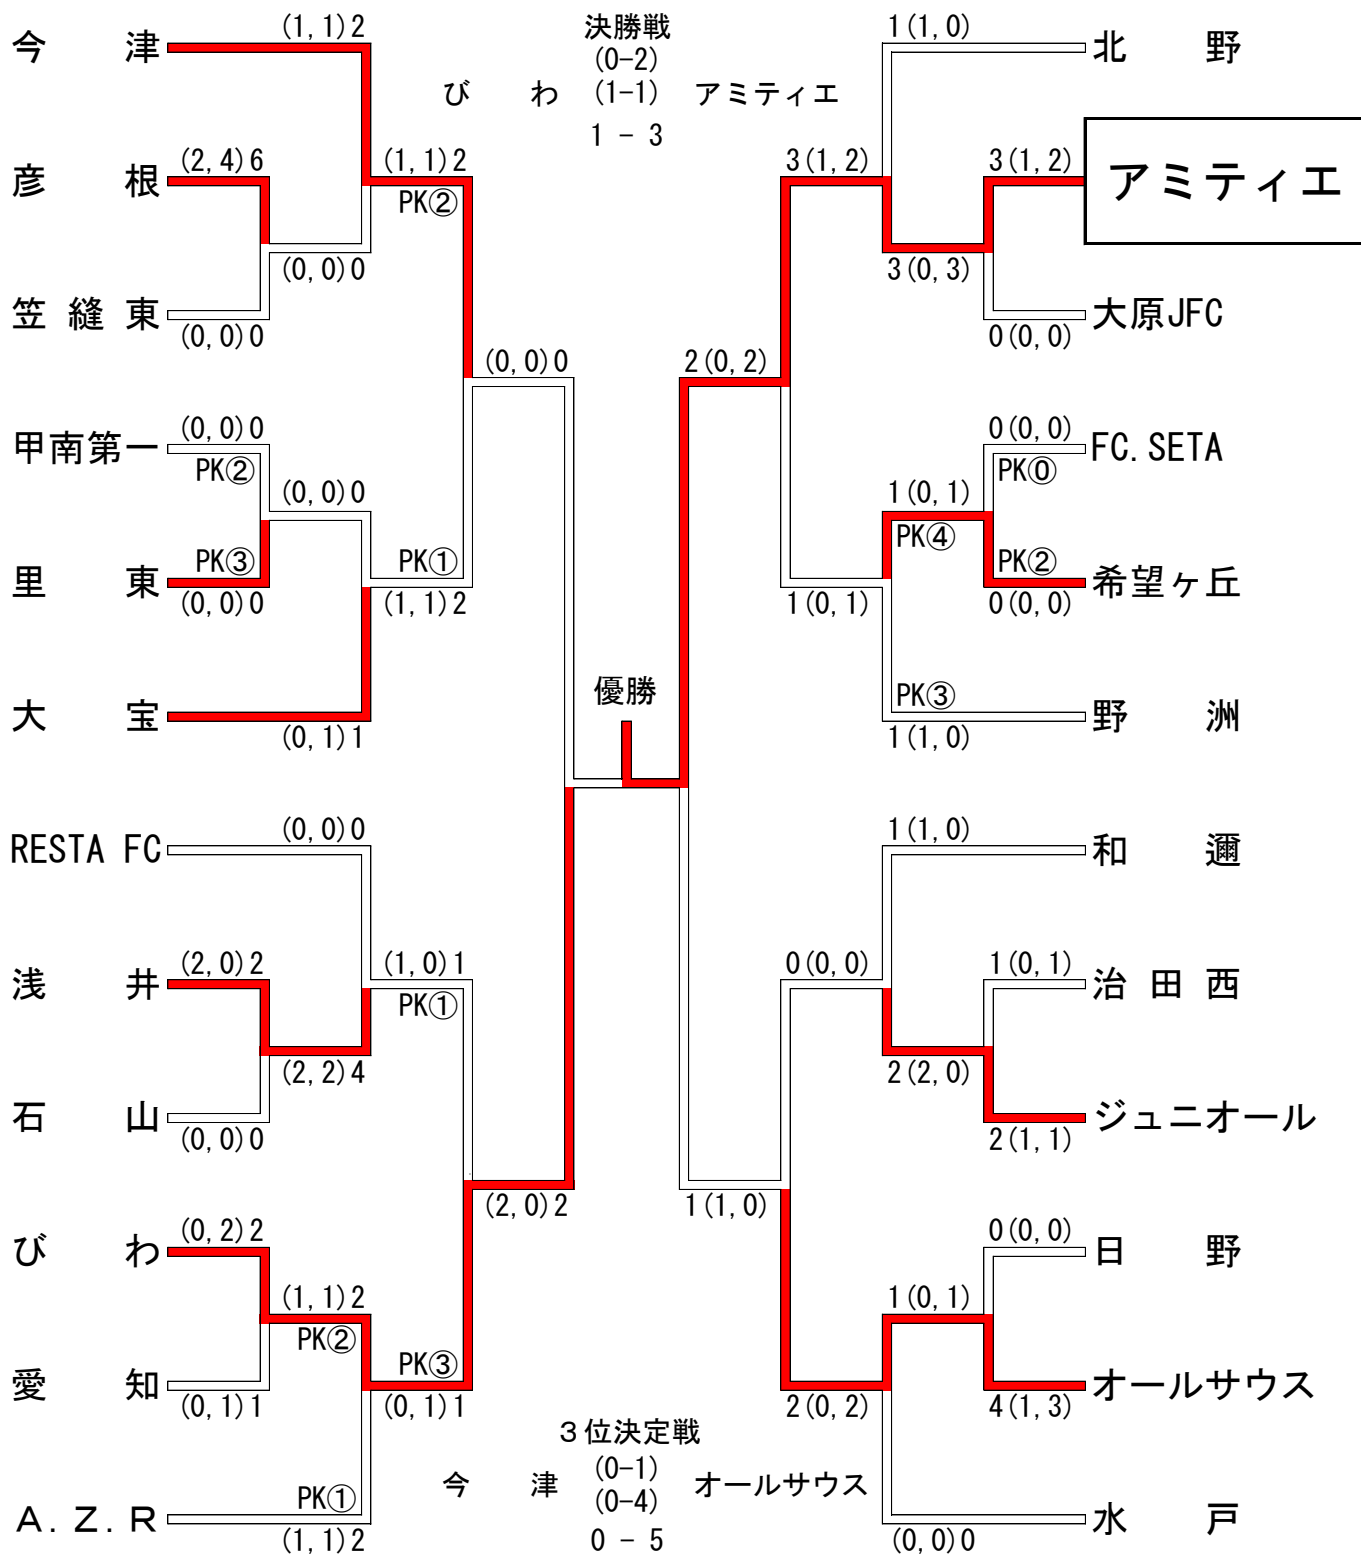 決勝戦
(0-2)
びわ (1-1) アミティエ
1 - 3
今津
(1,1)2
彦根
(2,4)6
(1,1)2
PK②
(0,0)0
笠縫東
(0,0)0
(0,0)0
甲南第一
(0,0)0
PK②
(0,0)0
里東
PK③
(0,0)0
PK①
(1,1)2
大宝
(0,1)1
RESTA FC
(0,0)0
浅井
(2,0)2
(1,0)1
PK①
(2,2)4
石山
(0,0)0
(2,0)2
びわ
(0,2)2
(1,1)2
PK②
愛知
(0,1)1
PK③
(0,1)1
A.Z.R
PK①
(1,1)2
優勝
1(1,0)
北野
3(1,2)
3(1,2)
アミティエ
3(0,3)
大原JFC
0(0,0)
2(0,2)
0(0,0)
FC.SETA
PK⓪
1(0,1)
PK④
PK②
希望ヶ丘
0(0,0)
1(0,1)
PK③
野洲
1(1,0)
1(1,0)
和邇
0(0,0)
1(0,1)
治田西
2(2,0)
ジュニオール
2(1,1)
1(1,0)
0(0,0)
日野
1(0,1)
オールサウス
4(1,3)
2(0,2)
水戸
(0,0)0
３位決定戦
(0-1)
今津 (0-4) オールサウス
0 - 5